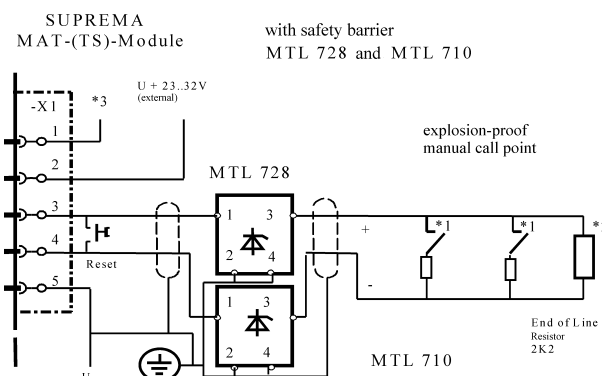 SUPREMA
MAT-(TS)-Module
with safety barrier
MTL 728 and MTL 710
U + 23..32V
(external)
-X1
*3
1
2
3
4
5
Reset
explosion-proof
manual call point
MTL 728
1 3
2 4
+
-
*1
*1
1 3
2 4
MTL 710
End of Line
Resistor
2K2